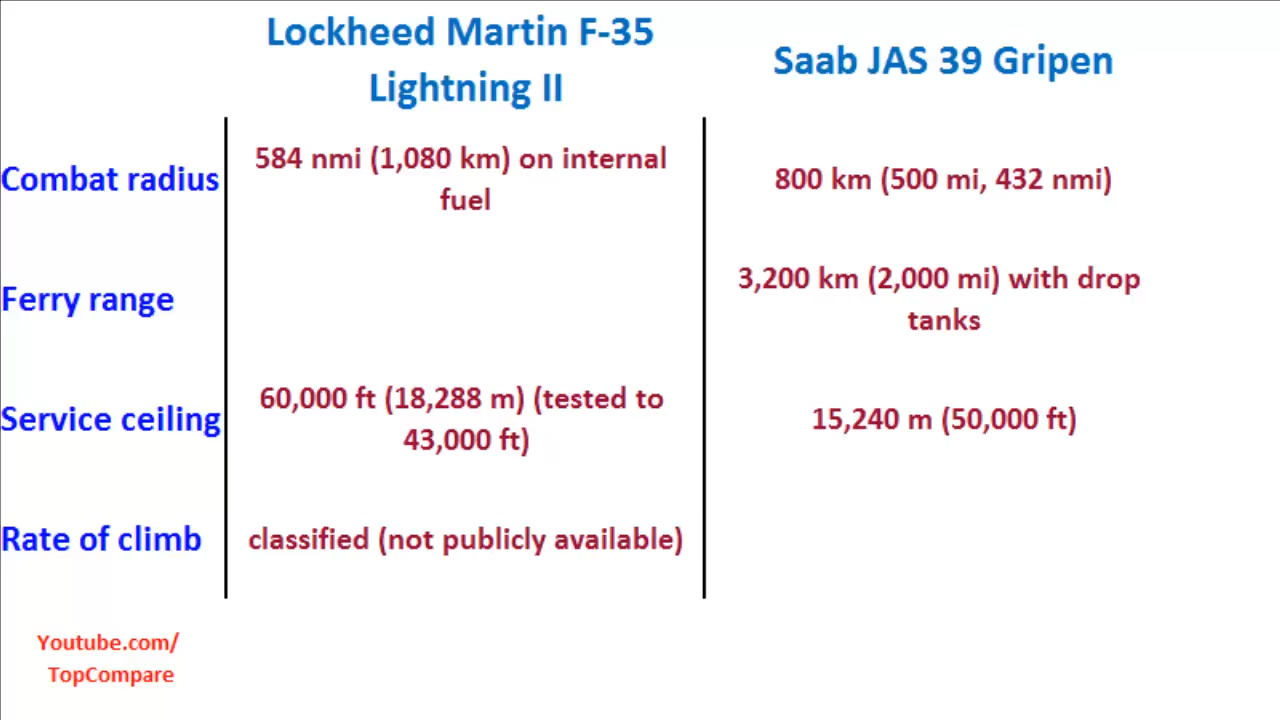 Lockheed Martin F-35
Lightning II
Saab JAS 39 Gripen
Combat radius
584 nmi (1,080 km) on internal
fuel
800 km (500 mi, 432 nmi)
Ferry range
3,200 km (2,000 mi) with drop
tanks
Service ceiling
60,000 ft (18,288 m) (tested to
43,000 ft)
15,240 m (50,000 ft)
Rate of climb
classified (not publicly available)
Youtube.com/
TopCompare